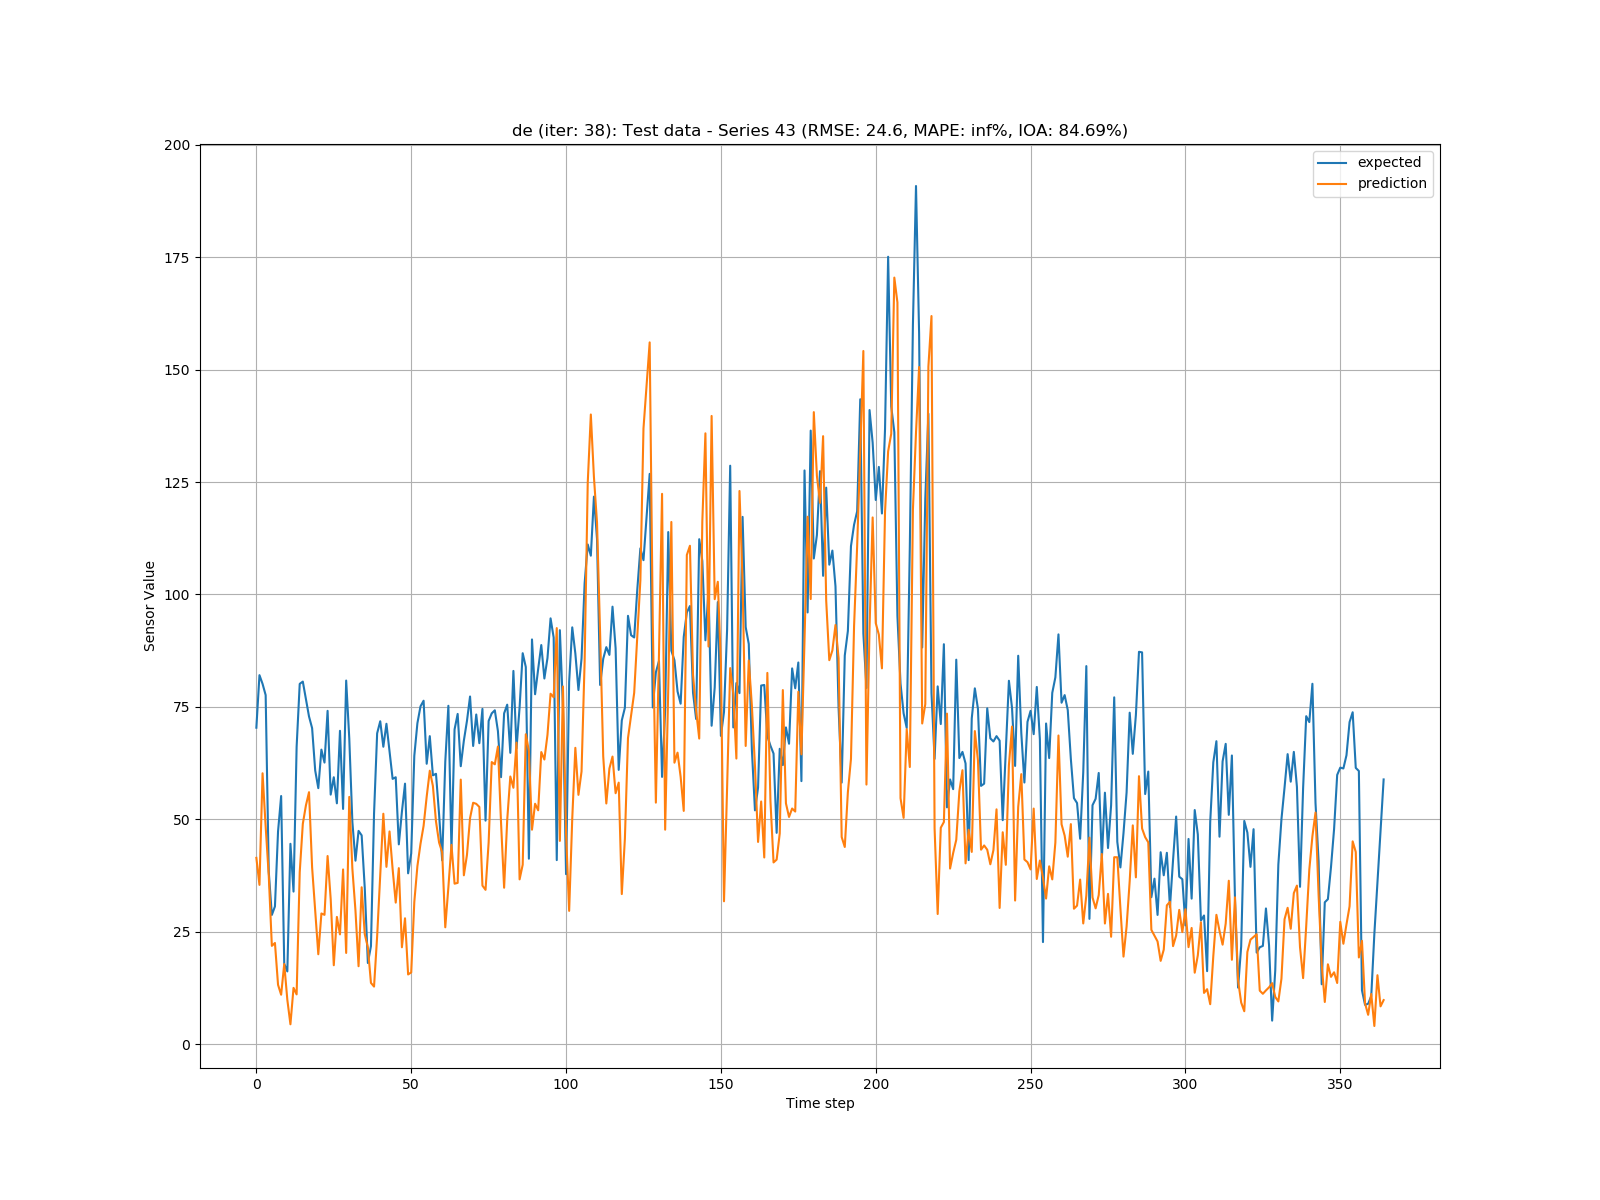 de (iter: 38): Test data - Series 43 (RMSE: 24.6, MAPE: inf%, IOA: 84.69%)
expected
prediction
200
175
150
125
100
75
50
25
0
Sensor Value
0 50 100 150 200 250 300 350
Time step